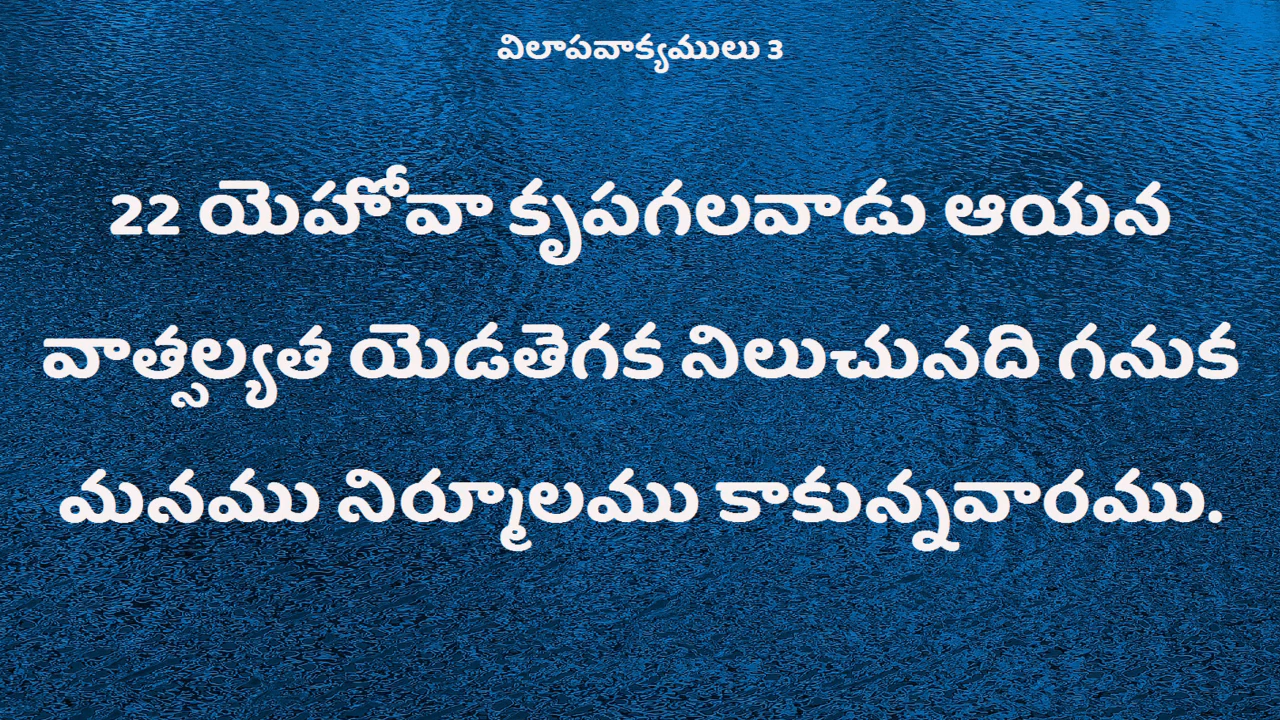 విలాపవాక్యములు 3
22 యెహోవా కృపగలవాడు ఆయన
వాత్సల్యత యెడతెగక నిలుచునది గనుక
మనము నిర్మూలము కాకున్నవారము.